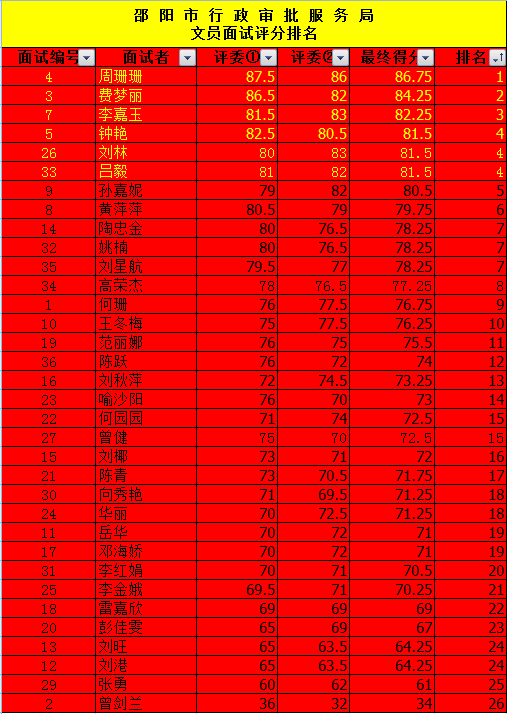 邵 阳 市 行 政 审 批 服 务 局
文员面试评分排名
面试编号 面试者 评委① 评委② 最终得分 排名
4 周珊珊 87.5 86 86.75 1
3 费梦丽 86.5 82 84.25 2
7 李嘉玉 81.5 83 82.25 3
5 钟艳 82.5 80.5 81.5 4
26 刘林 80 83 81.5 4
33 吕毅 81 82 81.5 4
9 孙嘉妮 79 82 80.5 5
8 黄萍萍 80.5 79 79.75 6
14 陶忠金 80 76.5 78.25 7
32 姚楠 80 76.5 78.25 7
35 刘星航 79.5 77 78.25 7
34 高荣杰 78 76.5 77.25 8
1 何珊 76 77.5 76.75 9
10 王冬梅 75 77.5 76.25 10
19 范丽娜 76 75 75.5 11
36 陈跃 76 72 74 12
16 刘秋萍 72 74.5 73.25 13
23 喻沙阳 76 70 73 14
22 何园园 71 74 72.5 15
27 曾健 75 70 72.5 15
15 刘椰 73 71 72 16
21 陈青 73 70.5 71.75 17
30 向秀艳 71 69.5 71.25 18
24 华丽 70 72.5 71.25 18
11 岳华 70 72 71 19
17 邓海娇 70 72 71 19
31 李红娟 70 71 70.5 20
25 李金娥 69.5 71 70.25 21
18 雷嘉欣 69 69 69 22
20 彭佳霁 65 69 67 23
13 刘旺 65 63.5 64.25 24
12 刘港 65 63.5 64.25 24
29 张勇 60 62 61 25
2 曾剑兰 36 32 34 26